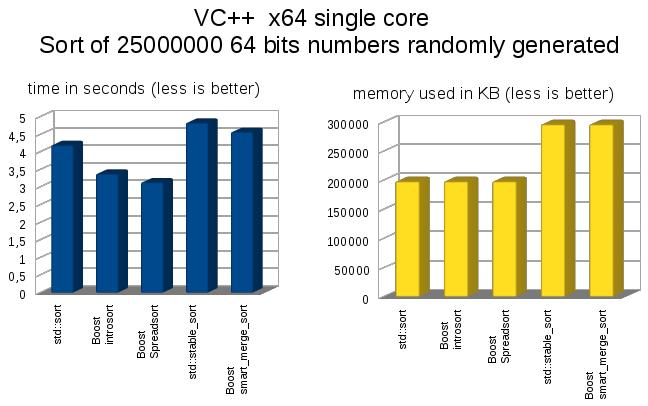 VC++ x64 single core
Sort of 25000000 64 bits numbers randomly generated
time in seconds (less is better)
5
4,5
4
3,5
3
2,5
2
1,5
1
0,5
0
std::sort
Boost
introsort
Boost
Spreadsort
std::stable_sort
Boost
smart_merge_sort
memory used in KB (less is better)
300000
250000
200000
150000
100000
50000
0
std::sort
Boost
introsort
Boost
Spreadsort
std::stable_sort
Boost
smart_merge_sort